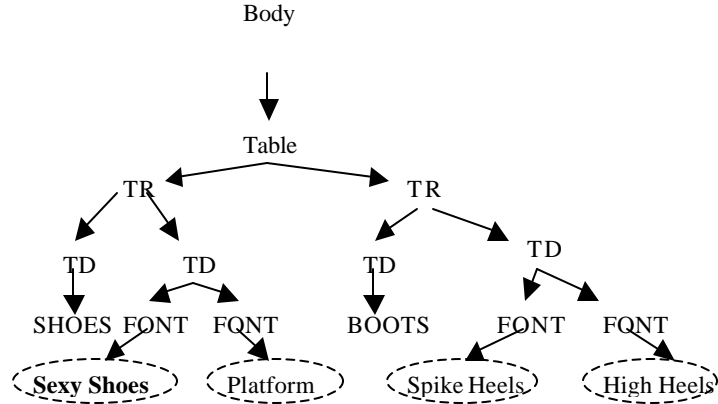 Body
Table
TR TR
TD TD TD TD
SHOES FONT FONT BOOTS FONT FONT
Sexy Shoes Platform Spike Heels High Heels